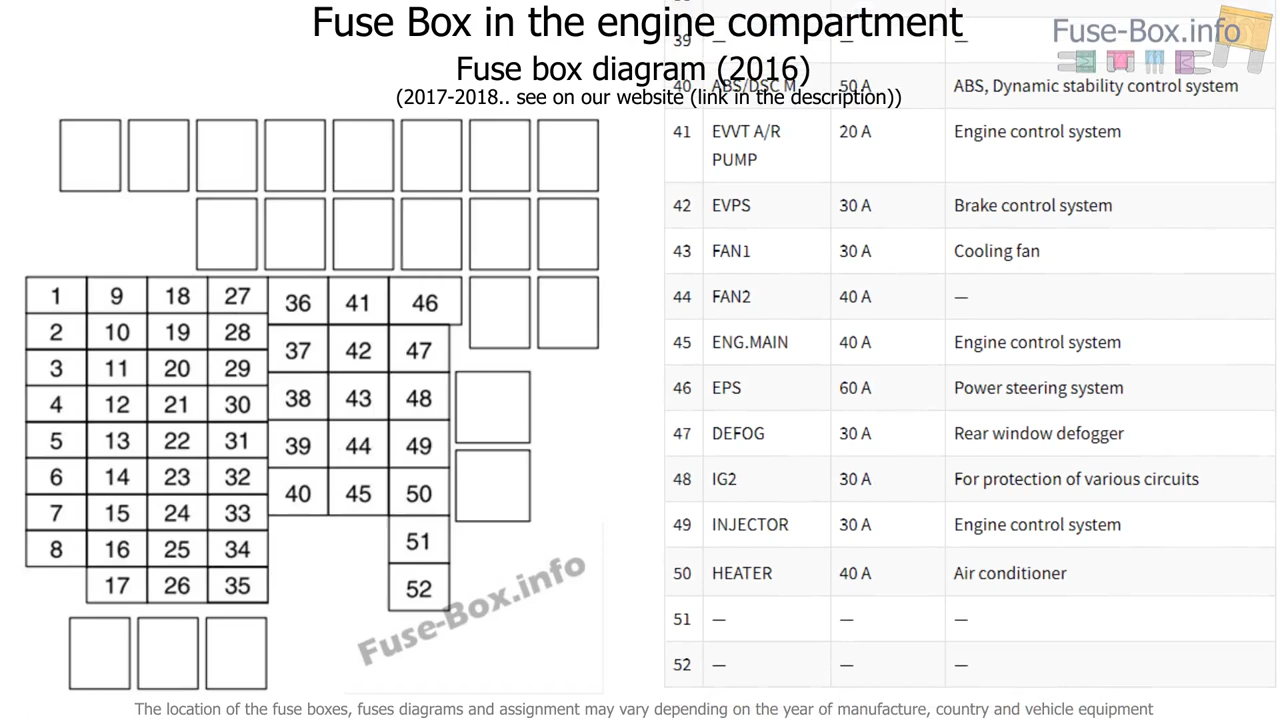 Fuse Box in the engine compartment
Fuse box diagram (2016)
(2017-2018.. see on our website (link in the description))
Fuse-Box.info
1 9 18 27 36 41 46
2 10 19 28
37 42 47
3 11 20 29
4 12 21 30 38 43 48
5 13 22 31
39 44 49
6 14 23 32
7 15 24 33 40 45 50
8 16 25 34 51
17 26 35 52
Fuse-Box.info
39 — — —
40 ABS/DSC M 50 A ABS, Dynamic stability control system
41 EVVT A/R 20 A Engine control system
PUMP
42 EVPS 30 A Brake control system
43 FAN1 30 A Cooling fan
44 FAN2 40 A —
45 ENG.MAIN 40 A Engine control system
46 EPS 60 A Power steering system
47 DEFOG 30 A Rear window defogger
48 IG2 30 A For protection of various circuits
49 INJECTOR 30 A Engine control system
50 HEATER 40 A Air conditioner
51 — — —
52 — — —
The location of the fuse boxes, fuses diagrams and assignment may vary depending on the year of manufacture, country and vehicle equipment